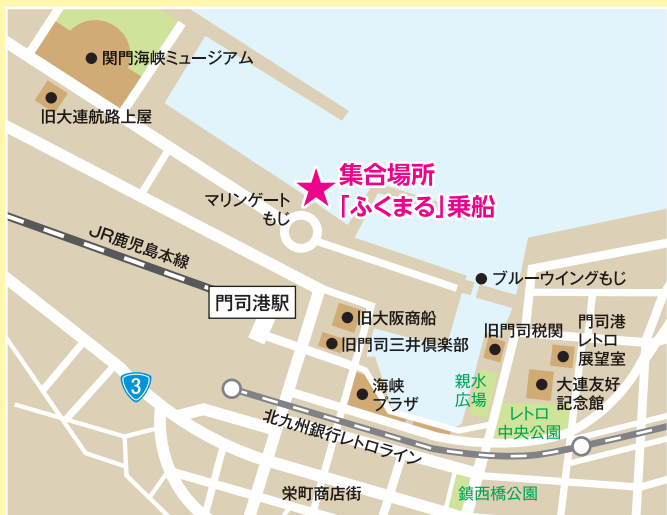 関門海峡ミュージアム
旧大連航路上屋
集合場所
「ふくまる」乗船
マリンゲート
もじ
JR鹿児島本線
ブルーウイングもじ
門司港駅
旧大阪商船
旧門司三井倶楽部
旧門司税関
門司港
レトロ
展望室
海峡
プラザ
親水
広場
大連友好
記念館
3
レトロ
中央公園
北九州銀行レトロライン
栄町商店街
鎮西橋公園